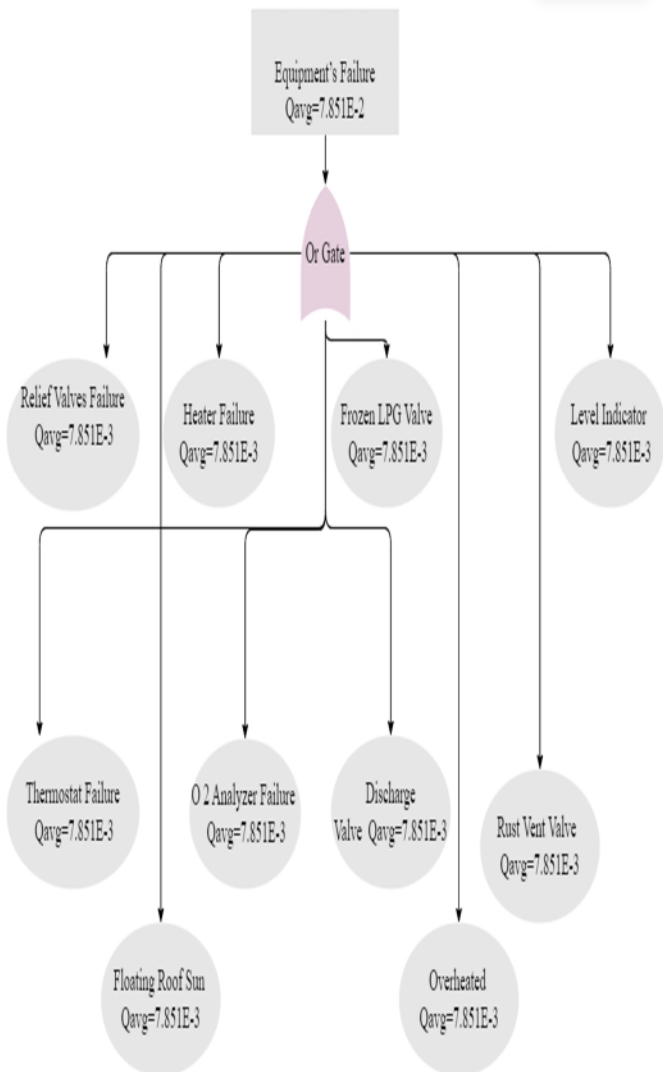 Equipment's Failure
Qavg=7.851E-2
Or Gate
Relief Valves Failure
Qavg=7.851E-3
Heater Failure
Qavg=7.851E-3
Frozen LPG Valve
Qavg=7.851E-3
Level Indicator
Qavg=7.851E-3
Thermostat Failure
Qavg=7.851E-3
O 2 Analyzer Failure
Qavg=7.851E-3
Discharge
Valve Qavg=7.851E-3
Rust Vent Valve
Qavg=7.851E-3
Floating Roof Sun
Qavg=7.851E-3
Overheated
Qavg=7.851E-3